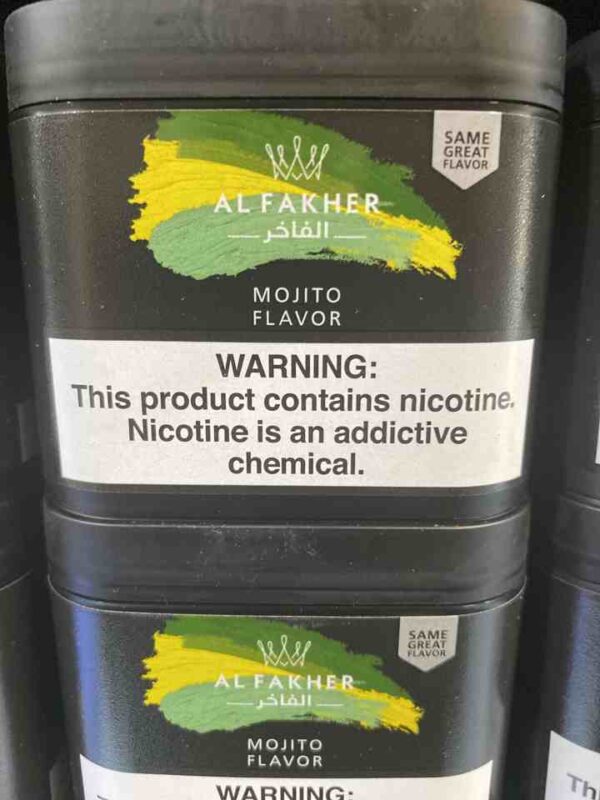 SAME
GREAT
FLAVOR
AL FAKHER
الفاخر
MOJITO
FLAVOR
WARNING:
This product contains nicotine.
Nicotine is an addictive
chemical.
SAME
GREAT
FLAVOR
AL FAKHER
الفاخر
MOJITO
FLAVOR
WARNING:
Th